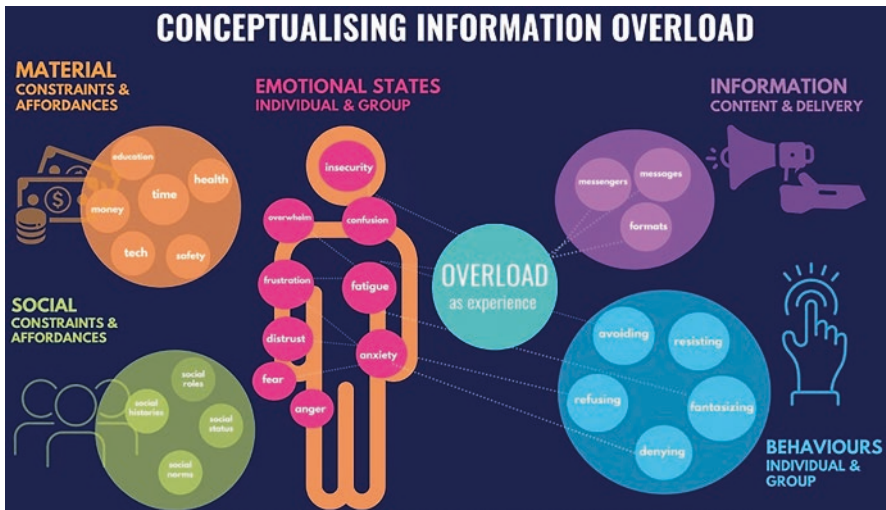 CONCEPTUALISING INFORMATION OVERLOAD
MATERIAL
CONSTRAINTS &
AFFORDANCES
education
health
time
money
tech
safety
$
SOCIAL
CONSTRAINTS &
AFFORDANCES
social
roles
social
histories
social
status
social
norms
EMOTIONAL STATES
INDIVIDUAL & GROUP
insecurity
overwhelm
confusion
frustration
fatigue
distrust
anxiety
fear
anger
OVERLOAD
as experience
INFORMATION
CONTENT & DELIVERY
messengers
messages
formats
avoiding
resisting
refusing
fantasizing
denying
BEHAVIOURS
INDIVIDUAL &
GROUP